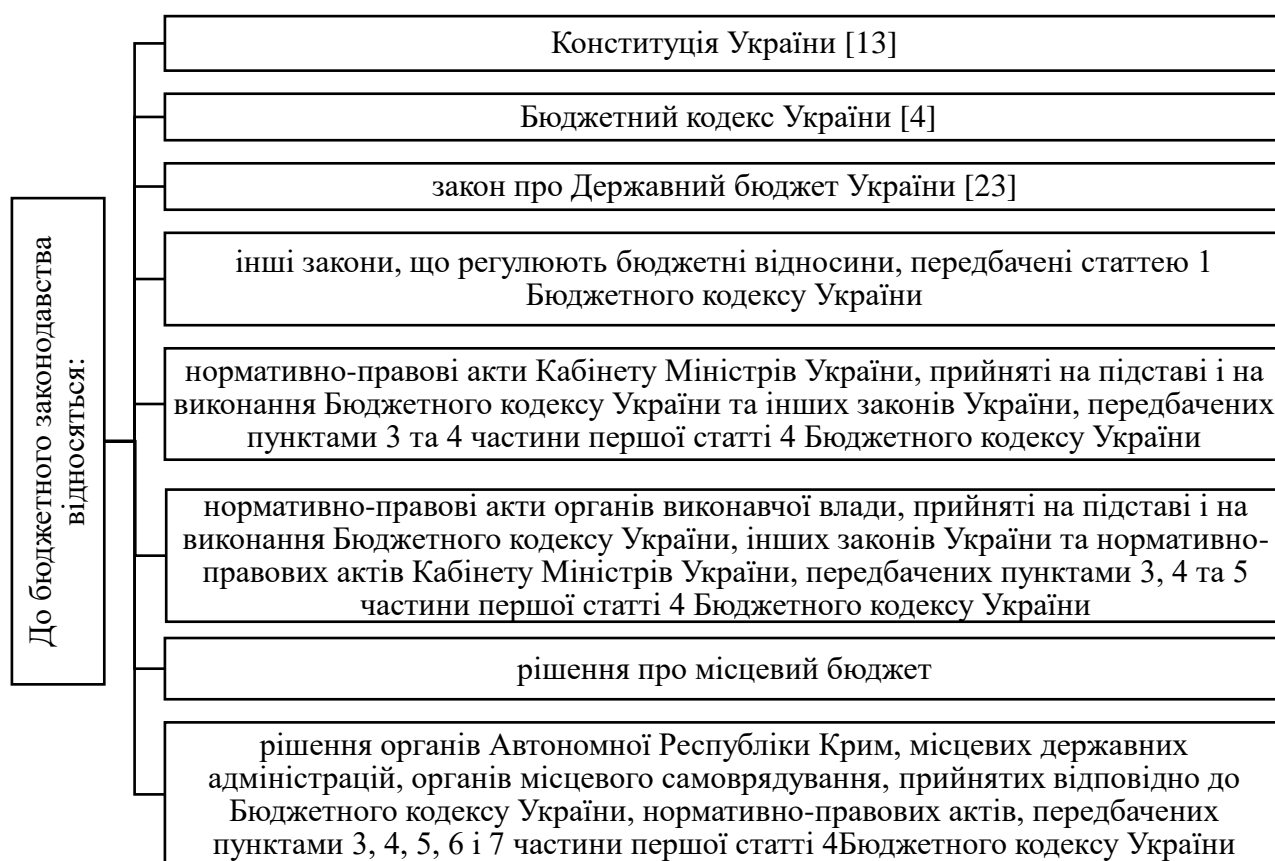 До бюджетного законодавства
відносяться:
Конституція України [13]
Бюджетний кодекс України [4]
закон про Державний бюджет України [23]
інші закони, що регулюють бюджетні відносини, передбачені статтею 1
Бюджетного кодексу України
нормативно-правові акти Кабінету Міністрів України, прийняті на підставі і на
виконання Бюджетного кодексу України та інших законів України, передбачених
пунктами 3 та 4 частини першої статті 4 Бюджетного кодексу України
нормативно-правові акти органів виконавчої влади, прийняті на підставі і на
виконання Бюджетного кодексу України, інших законів України та нормативно-
правових актів Кабінету Міністрів України, передбачених пунктами 3, 4 та 5
частини першої статті 4 Бюджетного кодексу України
рішення про місцевий бюджет
рішення органів Автономної Республіки Крим, місцевих державних
адміністрацій, органів місцевого самоврядування, прийнятих відповідно до
Бюджетного кодексу України, нормативно-правових актів, передбачених
пунктами 3, 4, 5, 6 і 7 частини першої статті 4Бюджетного кодексу України